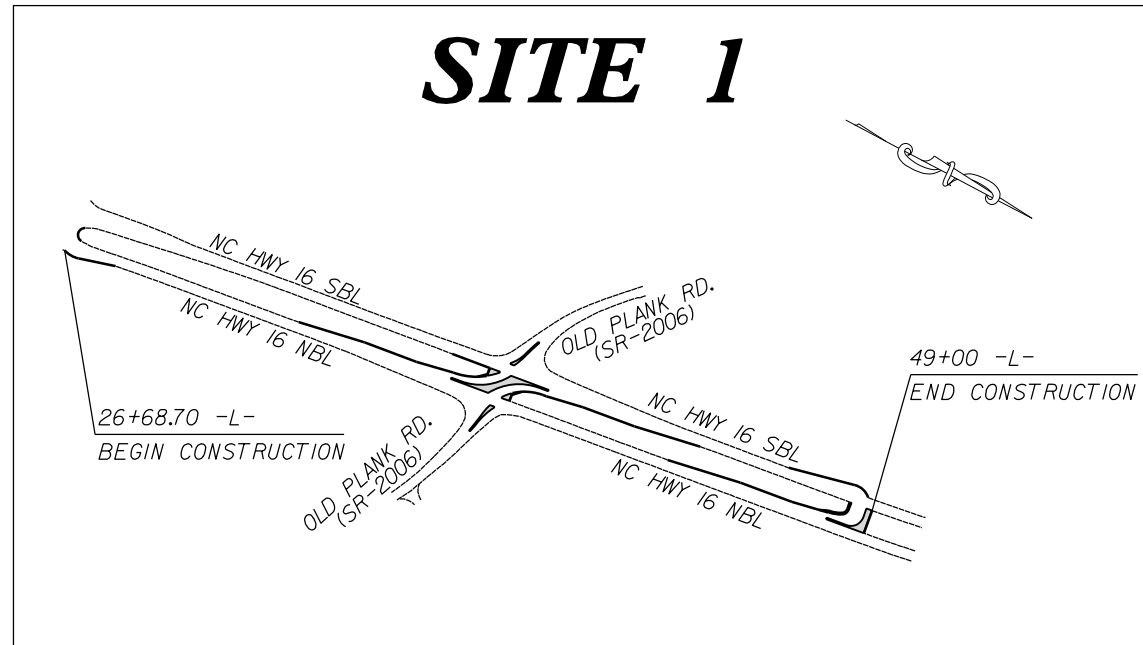 SITE 1
NC HWY 16 SBL
NC HWY 16 NBL
OLD PLANK RD.
(SR-2006)
26+68.70 -L-
BEGIN CONSTRUCTION
OLD PLANK RD.
(SR-2006)
49+00 -L-
END CONSTRUCTION
NC HWY 16 SBL
NC HWY 16 NBL